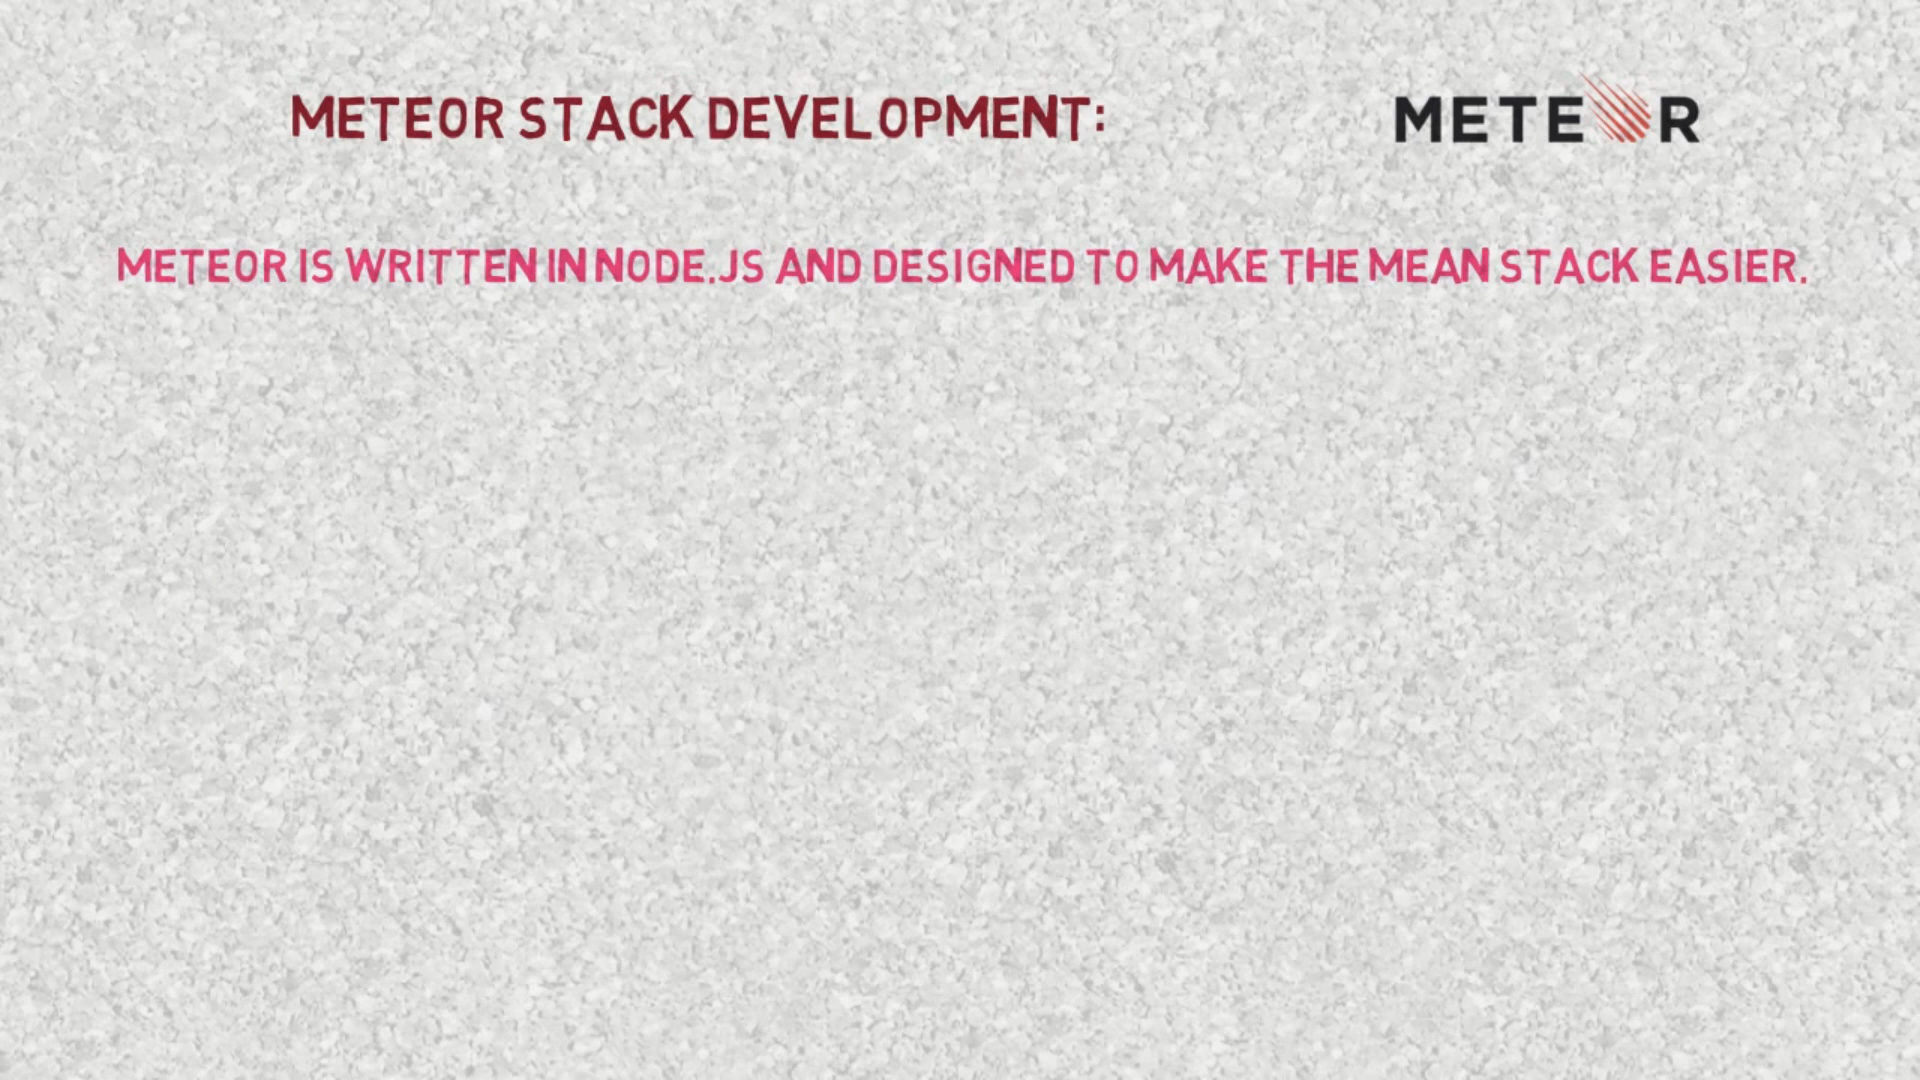 METEOR STACK DEVELOPMENT:
METEOR
METEOR IS WRITTEN IN NODE.JS AND DESIGNED TO MAKE THE MEAN STACK EASIER.